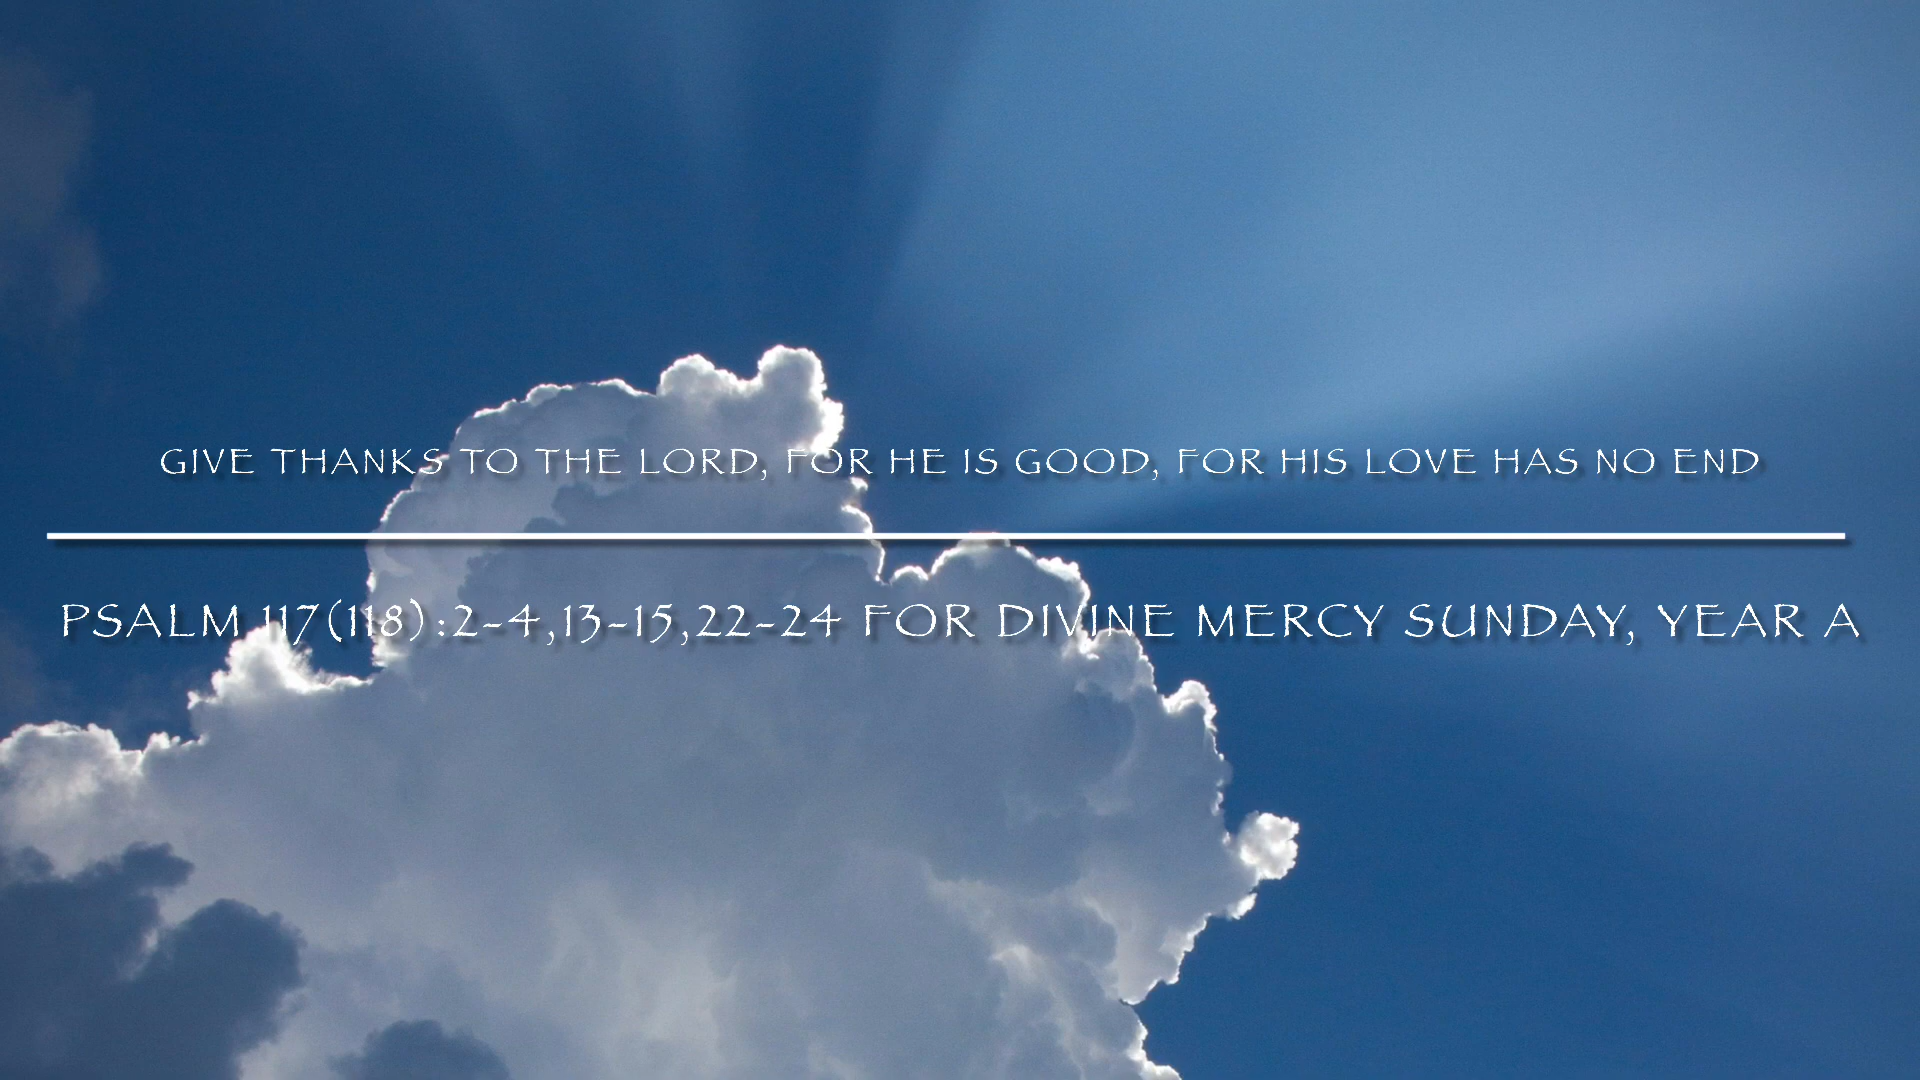 GIVE THANKS TO THE LORD, FOR HE IS GOOD, FOR HIS LOVE HAS NO END
PSALM 117(118):2-4,13-15,22-24 FOR DIVINE MERCY SUNDAY, YEAR A